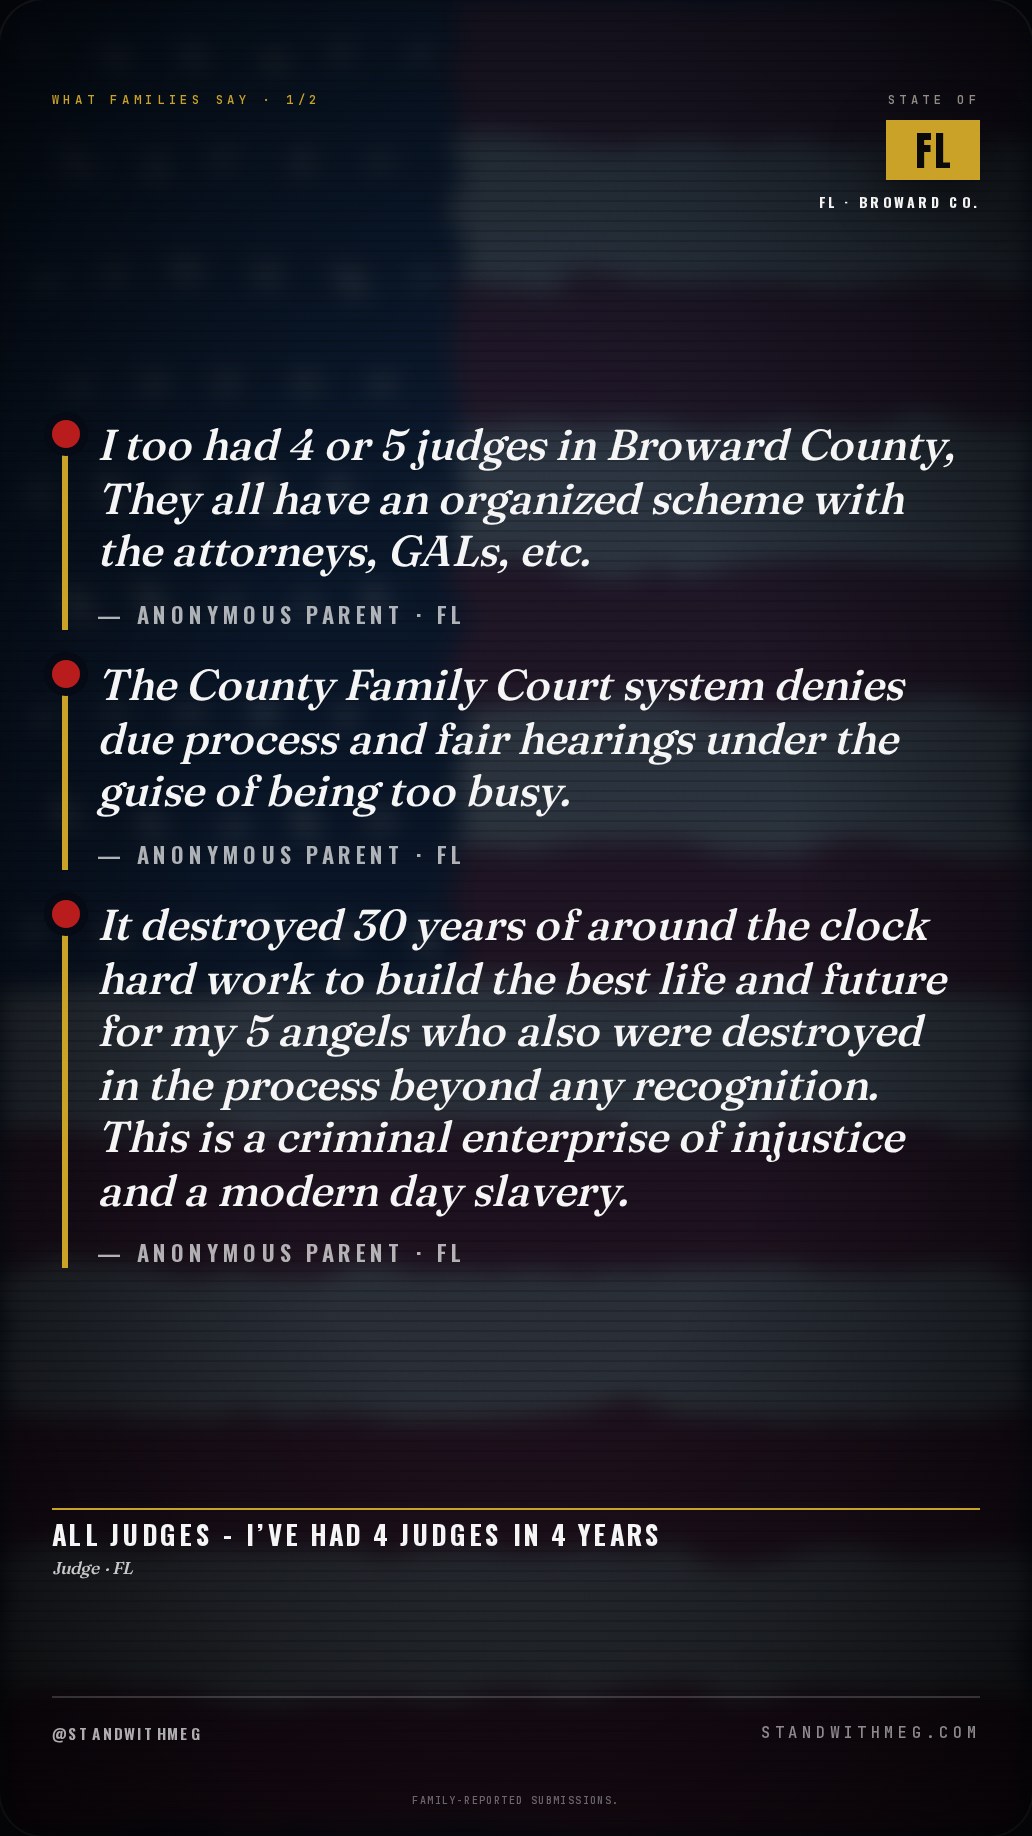 WHAT FAMILIES SAY · 1/2
STATE OF
FL
FL · BROWARD CO.
I too had 4 or 5 judges in Broward County,
They all have an organized scheme with
the attorneys, GALs, etc.
— ANONYMOUS PARENT · FL
The County Family Court system denies
due process and fair hearings under the
guise of being too busy.
— ANONYMOUS PARENT · FL
It destroyed 30 years of around the clock
hard work to build the best life and future
for my 5 angels who also were destroyed
in the process beyond any recognition.
This is a criminal enterprise of injustice
and a modern day slavery.
— ANONYMOUS PARENT · FL
ALL JUDGES - I’VE HAD 4 JUDGES IN 4 YEARS
Judge · FL
@STANDWITHMEG
STANDWITHMEG.COM
FAMILY-REPORTED SUBMISSIONS.